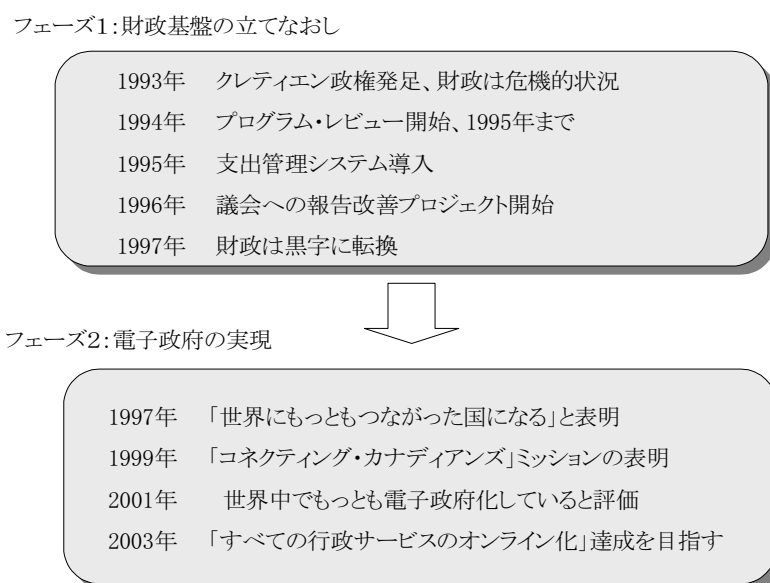 フェーズ1:財政基盤の立てなおし
1993年 クレティエン政権発足、財政は危機的状況
1994年 プログラム・レビュー開始、1995年まで
1995年 支出管理システム導入
1996年 議会への報告改善プロジェクト開始
1997年 財政は黒字に転換
フェーズ2:電子政府の実現
1997年 「世界にもっともつながった国になる」と表明
1999年 「コネクティング・カナディアンズ」ミッションの表明
2001年 世界中でもっとも電子政府化していると評価
2003年 「すべての行政サービスのオンライン化」達成を目指す